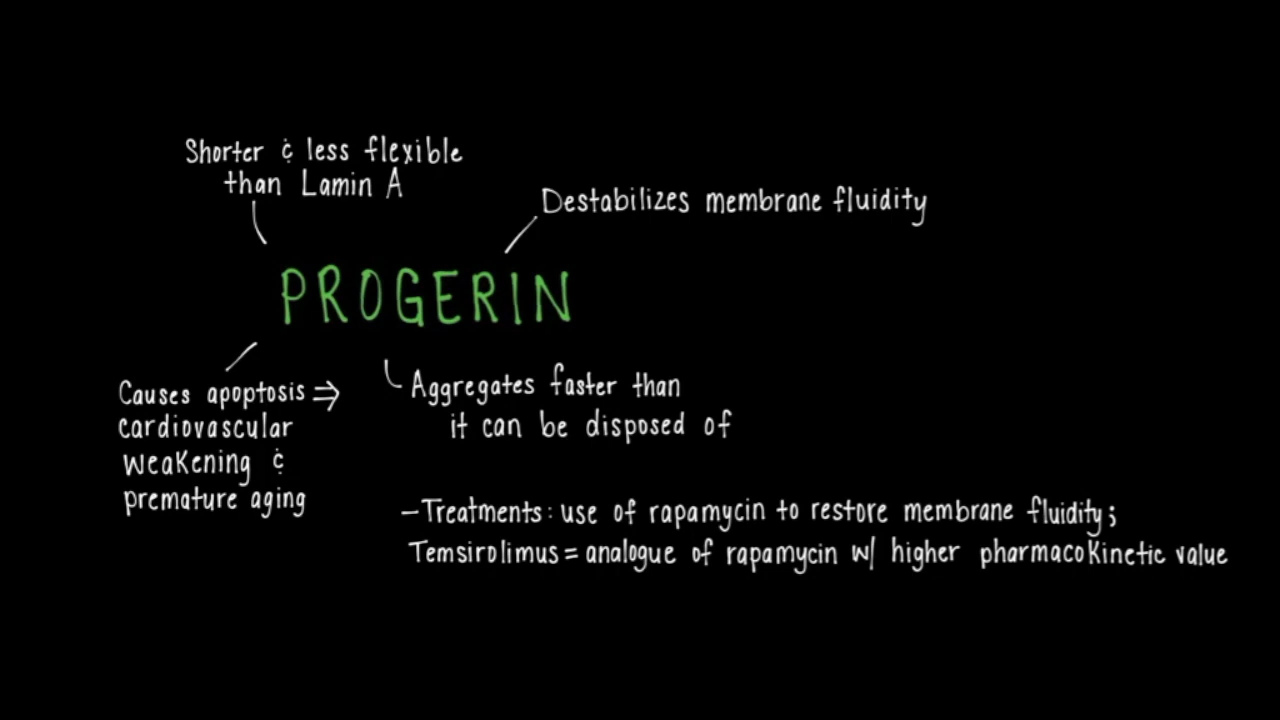 Shorter & less flexible
than Lamin A
Destabilizes membrane fluidity
PROGERIN
Causes apoptosis ⇒
cardiovascular
weakening &
premature aging
Aggregates faster than
it can be disposed of
- Treatments: use of rapamycin to restore membrane fluidity;
Temsirolimus = analogue of rapamycin w/ higher pharmacokinetic value